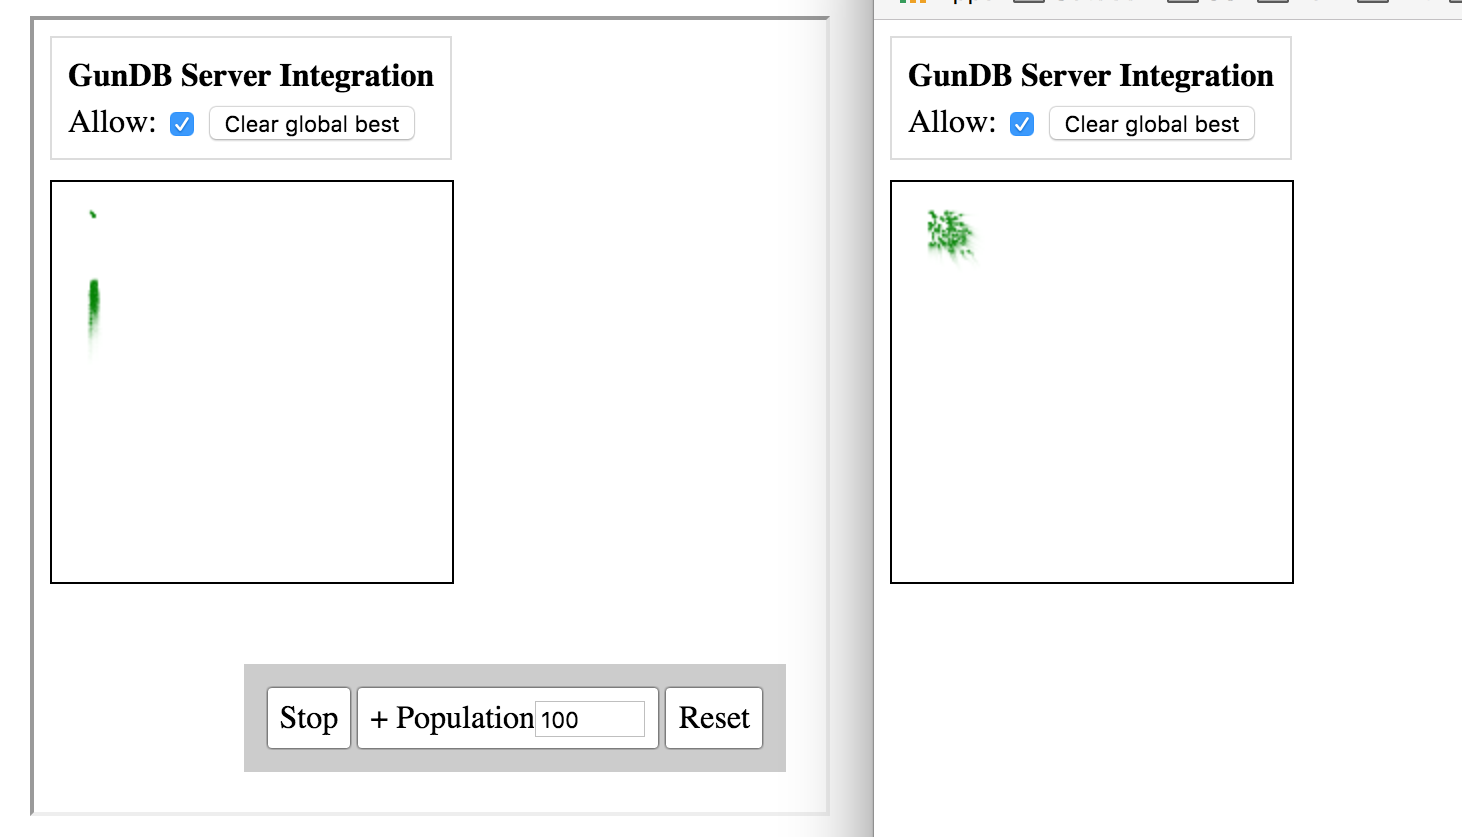 GunDB Server Integration
Allow: Clear global best
Stop + Population 100 Reset
GunDB Server Integration
Allow: Clear global best